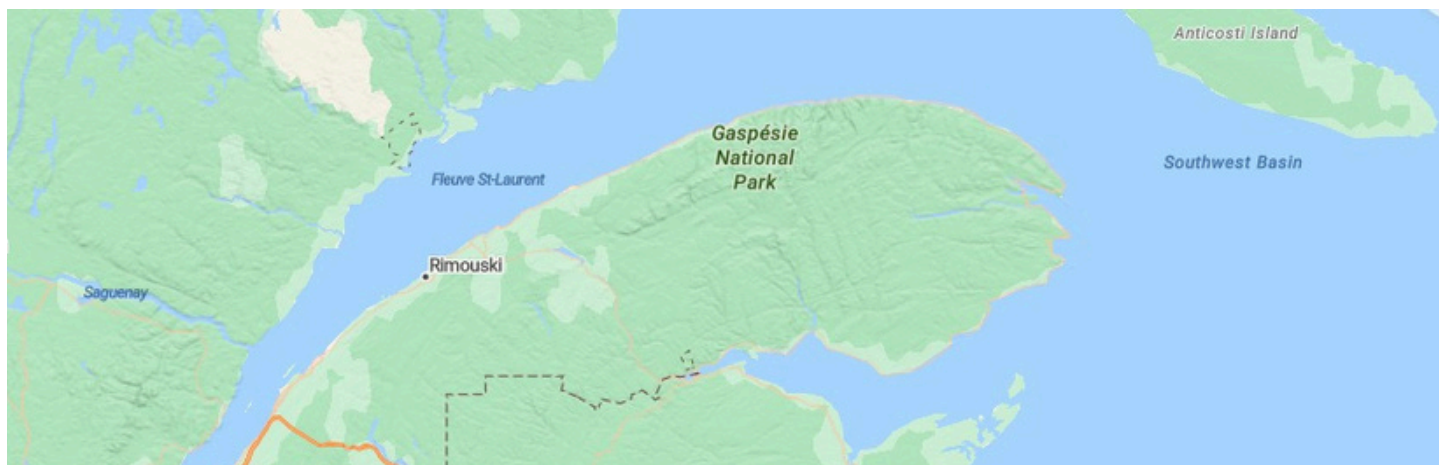 Anticosti Island
Gaspésie
National
Park
Southwest Basin
Fleuve St-Laurent
Rimouski
Saguenay